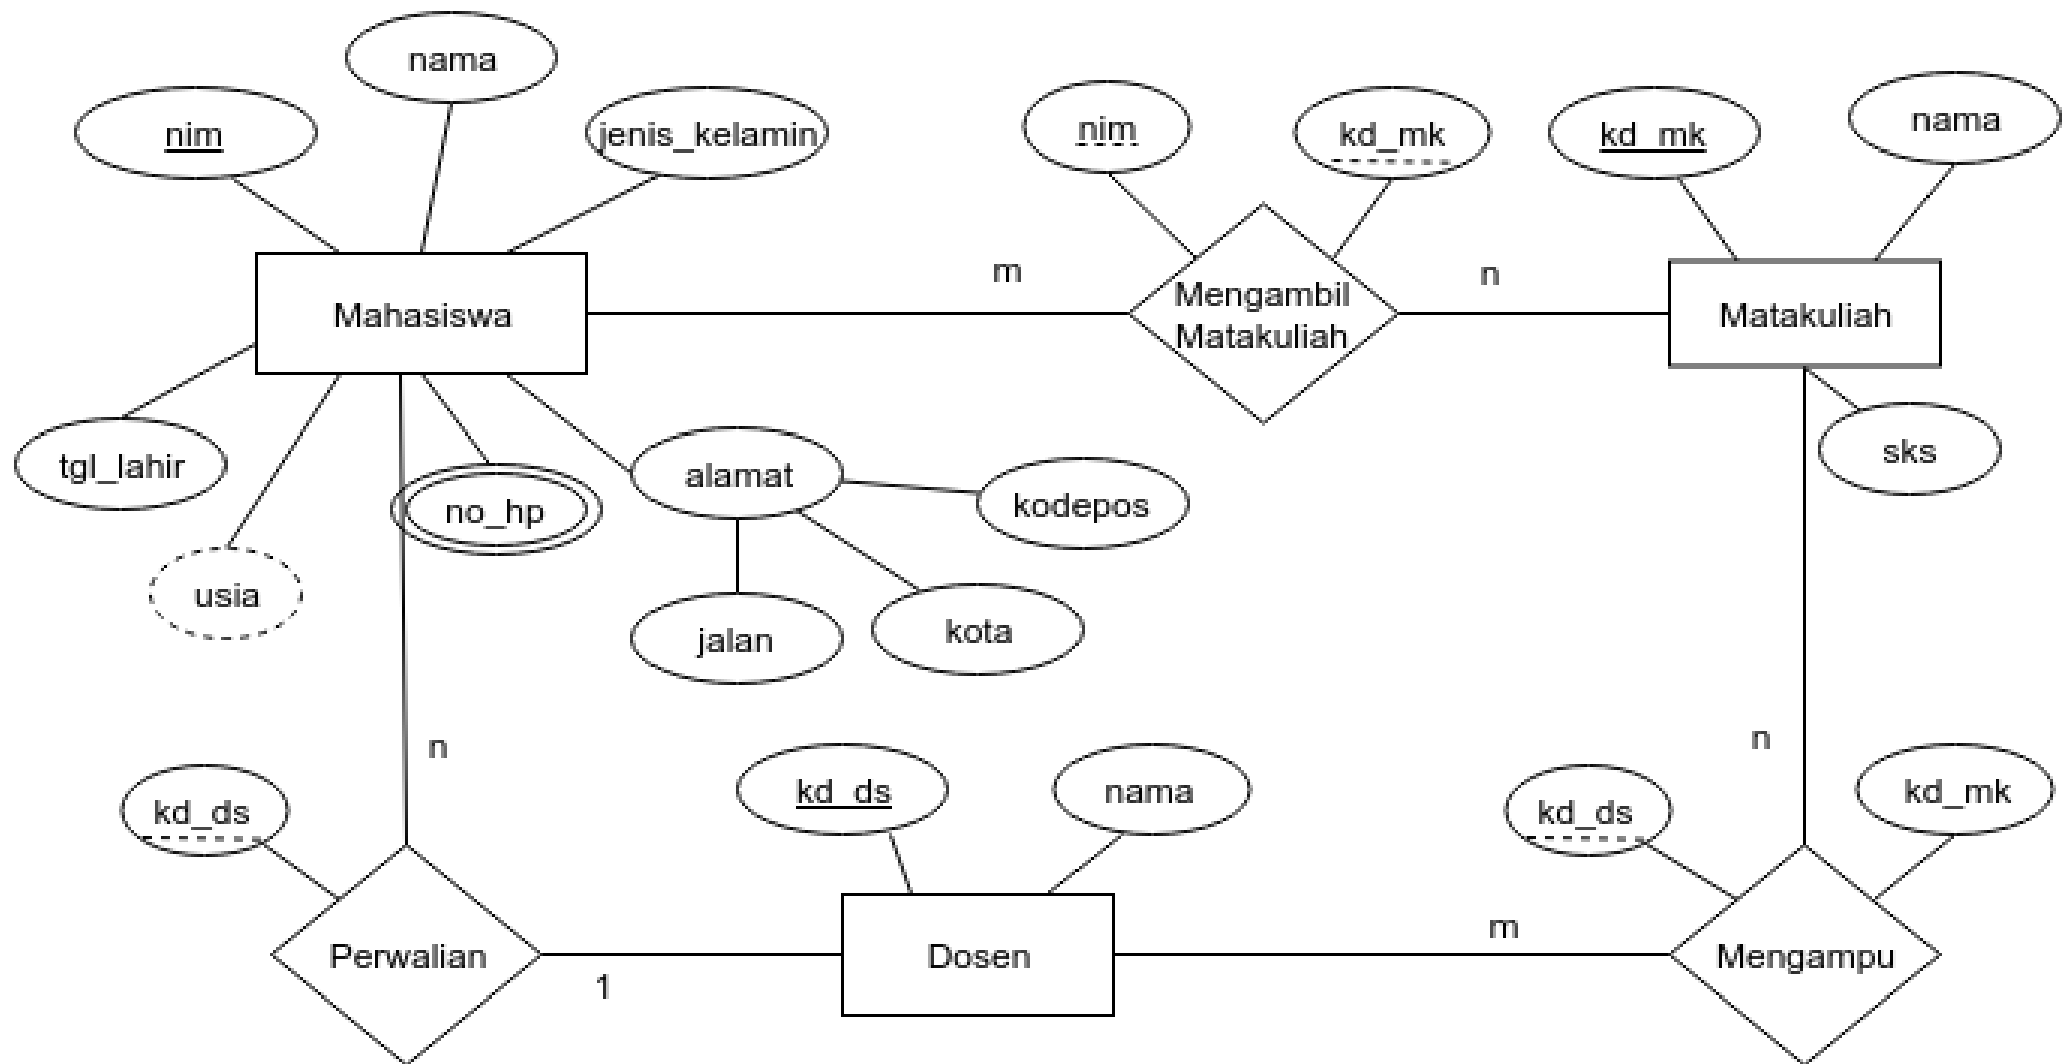 nama
nim
jenis_kelamin
nim
kd_mk
kd_mk
nama
m
n
Mahasiswa
Mengambil
Matakuliah
Matakuliah
tgl_lahir
no_hp
alamat
kodepos
sks
usia
jalan
kota
n
n
kd_ds
kd_ds
nama
kd_ds
kd_mk
Perwalian
1
Dosen
m
Mengampu